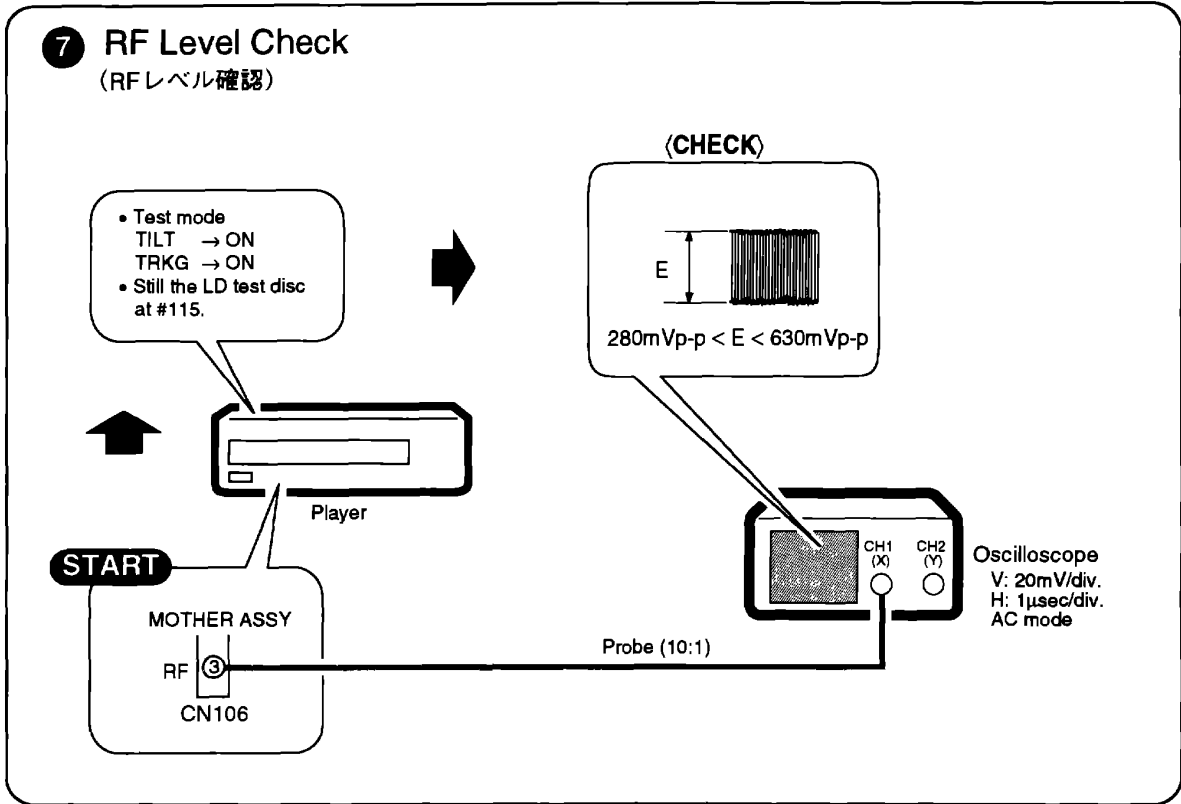 7 RF Level Check
(RFレベル確認)
〈CHECK〉
• Test mode
TILT → ON
TRKG → ON
• Still the LD test disc
at #115.
E
280mVp-p < E < 630mVp-p
Player
START
MOTHER ASSY
RF ③
CN106
Probe (10:1)
CH1
(X)
CH2
(Y)
Oscilloscope
V: 20mV/div.
H: 1μsec/div.
AC mode